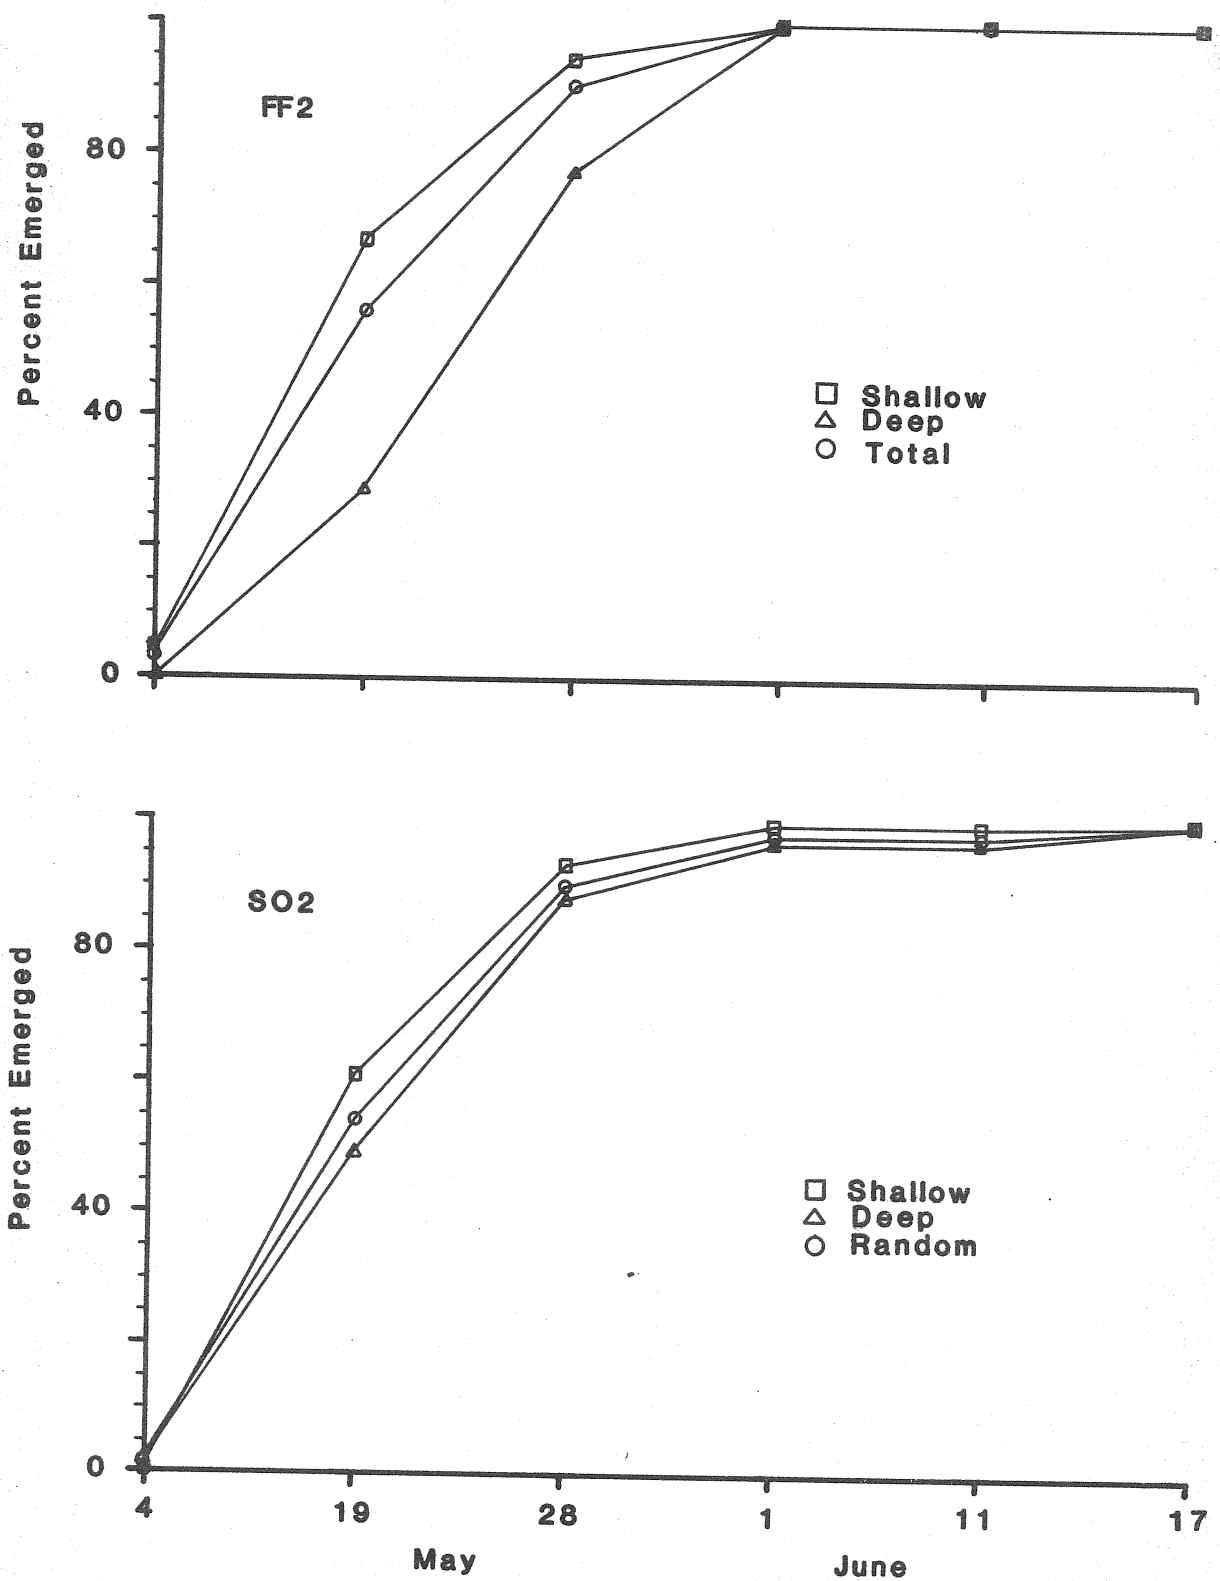 FF2
Percent Emerged
80
40
0
Shallow
Deep
Total
SO2
Percent Emerged
80
40
0
Shallow
Deep
Random
4 19 28 1 11 17
May June